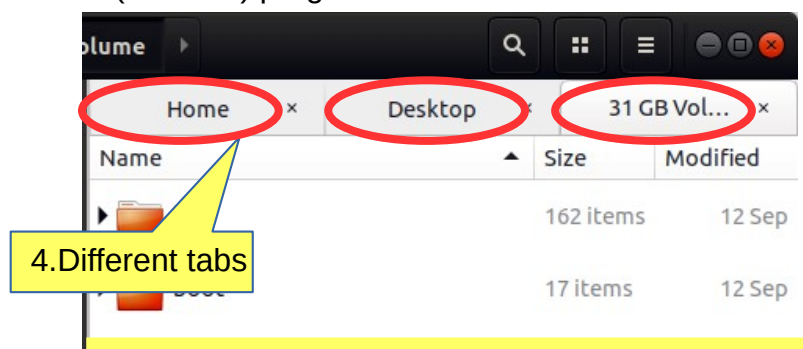 olume
Home × Desktop × 31 GB Vol... ×
Name Size Modified
162 items 12 Sep
4.Different tabs
17 items 12 Sep